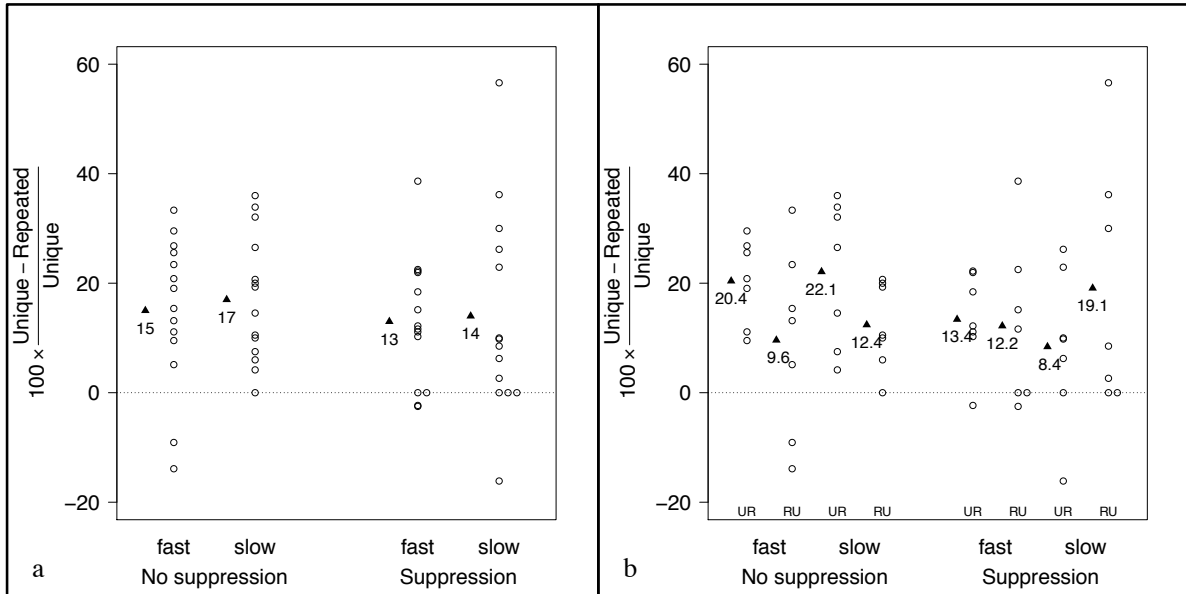 60
40
20
0
−20
100 ×
Unique − Repeated
Unique
15
17
13
14
fast
slow
fast
slow
No suppression
Suppression
a
60
40
20
0
−20
100 ×
Unique − Repeated
Unique
20.4
9.6
22.1
12.4
13.4
12.2
8.4
19.1
UR
RU
UR
RU
UR
RU
UR
RU
fast
slow
fast
slow
No suppression
Suppression
b